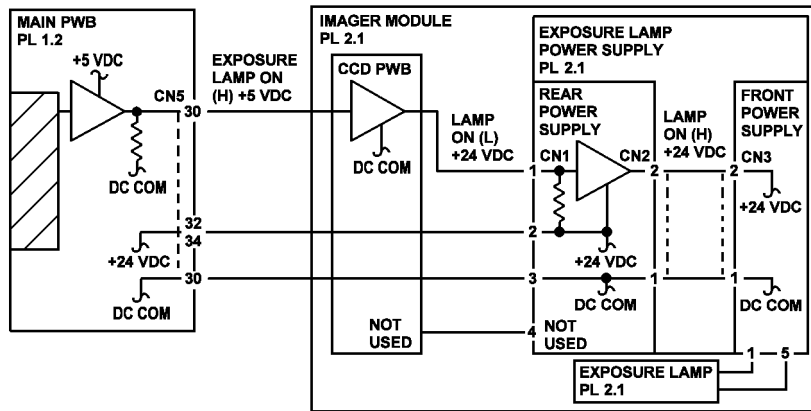 MAIN PWB
PL 1.2
+5 VDC
CN5
30
DC COM
32
34
+24 VDC
30
DC COM
EXPOSURE
LAMP ON
(H) +5 VDC
IMAGER MODULE
PL 2.1
CCD PWB
DC COM
NOT
USED
LAMP
ON (L)
+24 VDC
EXPOSURE LAMP
POWER SUPPLY
PL 2.1
REAR
POWER
SUPPLY
1
CN1
CN2
2
2
+24 VDC
3
1
DC COM
4
NOT
USED
LAMP
ON (H)
+24 VDC
FRONT
POWER
SUPPLY
2
CN3
+24 VDC
1
DC COM
1
5
EXPOSURE LAMP
PL 2.1